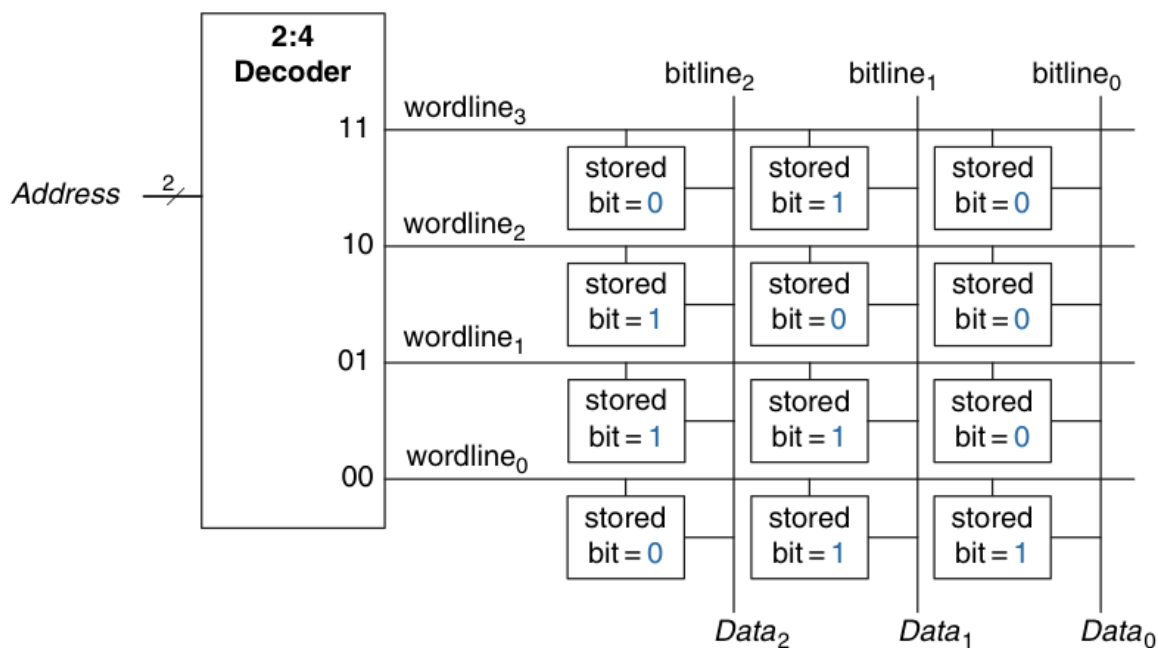 2:4
Decoder
bitline₂ bitline₁ bitline₀
wordline₃
11
stored stored stored
bit = 0 bit = 1 bit = 0
Address 2
wordline₂
10
stored stored stored
bit = 1 bit = 0 bit = 0
wordline₁
01
stored stored stored
bit = 1 bit = 1 bit = 0
wordline₀
00
stored stored stored
bit = 0 bit = 1 bit = 1
Data₂ Data₁ Data₀